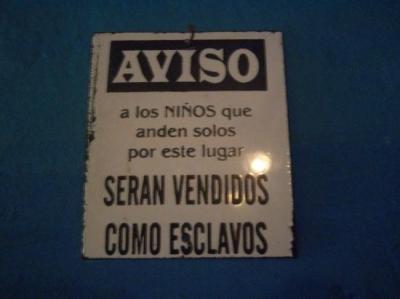 AVISO
a los NIÑOS que
anden solos
por este lugar
SERAN VENDIDOS
COMO ESCLAVOS